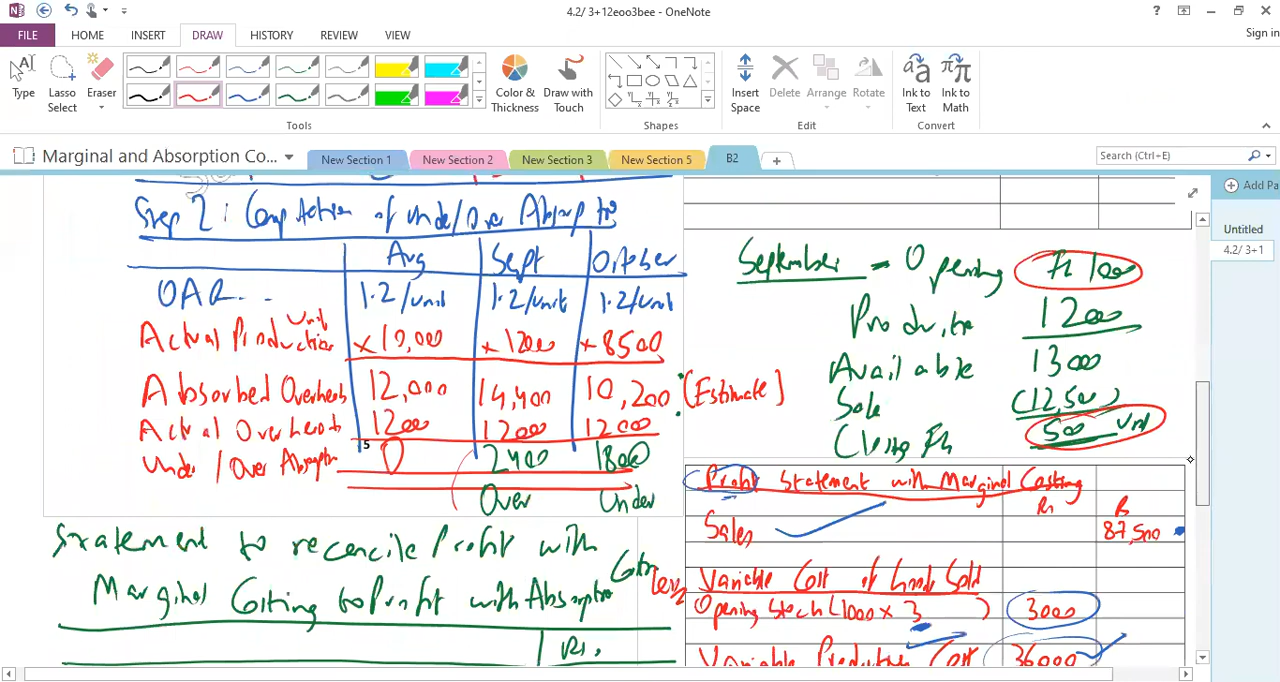 4.2/ 3+12eoo3bee - OneNote
Sign in
FILE HOME INSERT DRAW HISTORY REVIEW VIEW
Type
Lasso Select
Eraser
Color & Thickness
Draw with Touch
Insert Space
Delete
Arrange
Rotate
Ink to Text
Ink to Math
Tools
Shapes
Edit
Convert
Marginal and Absorption Co...
New Section 1 New Section 2 New Section 3 New Section 5 B2
Search (Ctrl+E)
Add Pa
Untitled
4.2/ 3+1
Step 2: Computation of Under/Over Absorptio
Aug Sept October
OAR.. 1.2/unit 1.2/unit 1.2/unit
Actual Production Unit x10,000 x12000 x8500
Absorbed Overheads 12,000 14,400 10,200 (Estimate)
Actual Overheads 12000 12000 12000
Under/Over Absorption 0 2400 1800
Over Under
Statement to reconcile Profit with
Marginal Costing to Profit with Absorption
Costin
Rs.
September - Opening 1000
12000
Available 13000
Sale (12,500)
Closing 500 unit
Profit Statement with Marginal Costing
Rs Rs
Sales 87,500
Variable Cost of Goods Sold
Opening Stock (1000 x 3 ) 3000
Variable Production Cost 36000